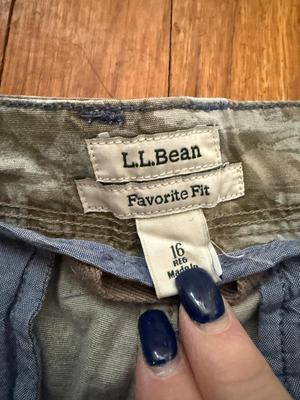 L.L.Bean
Favorite Fit
16
REG
Made in